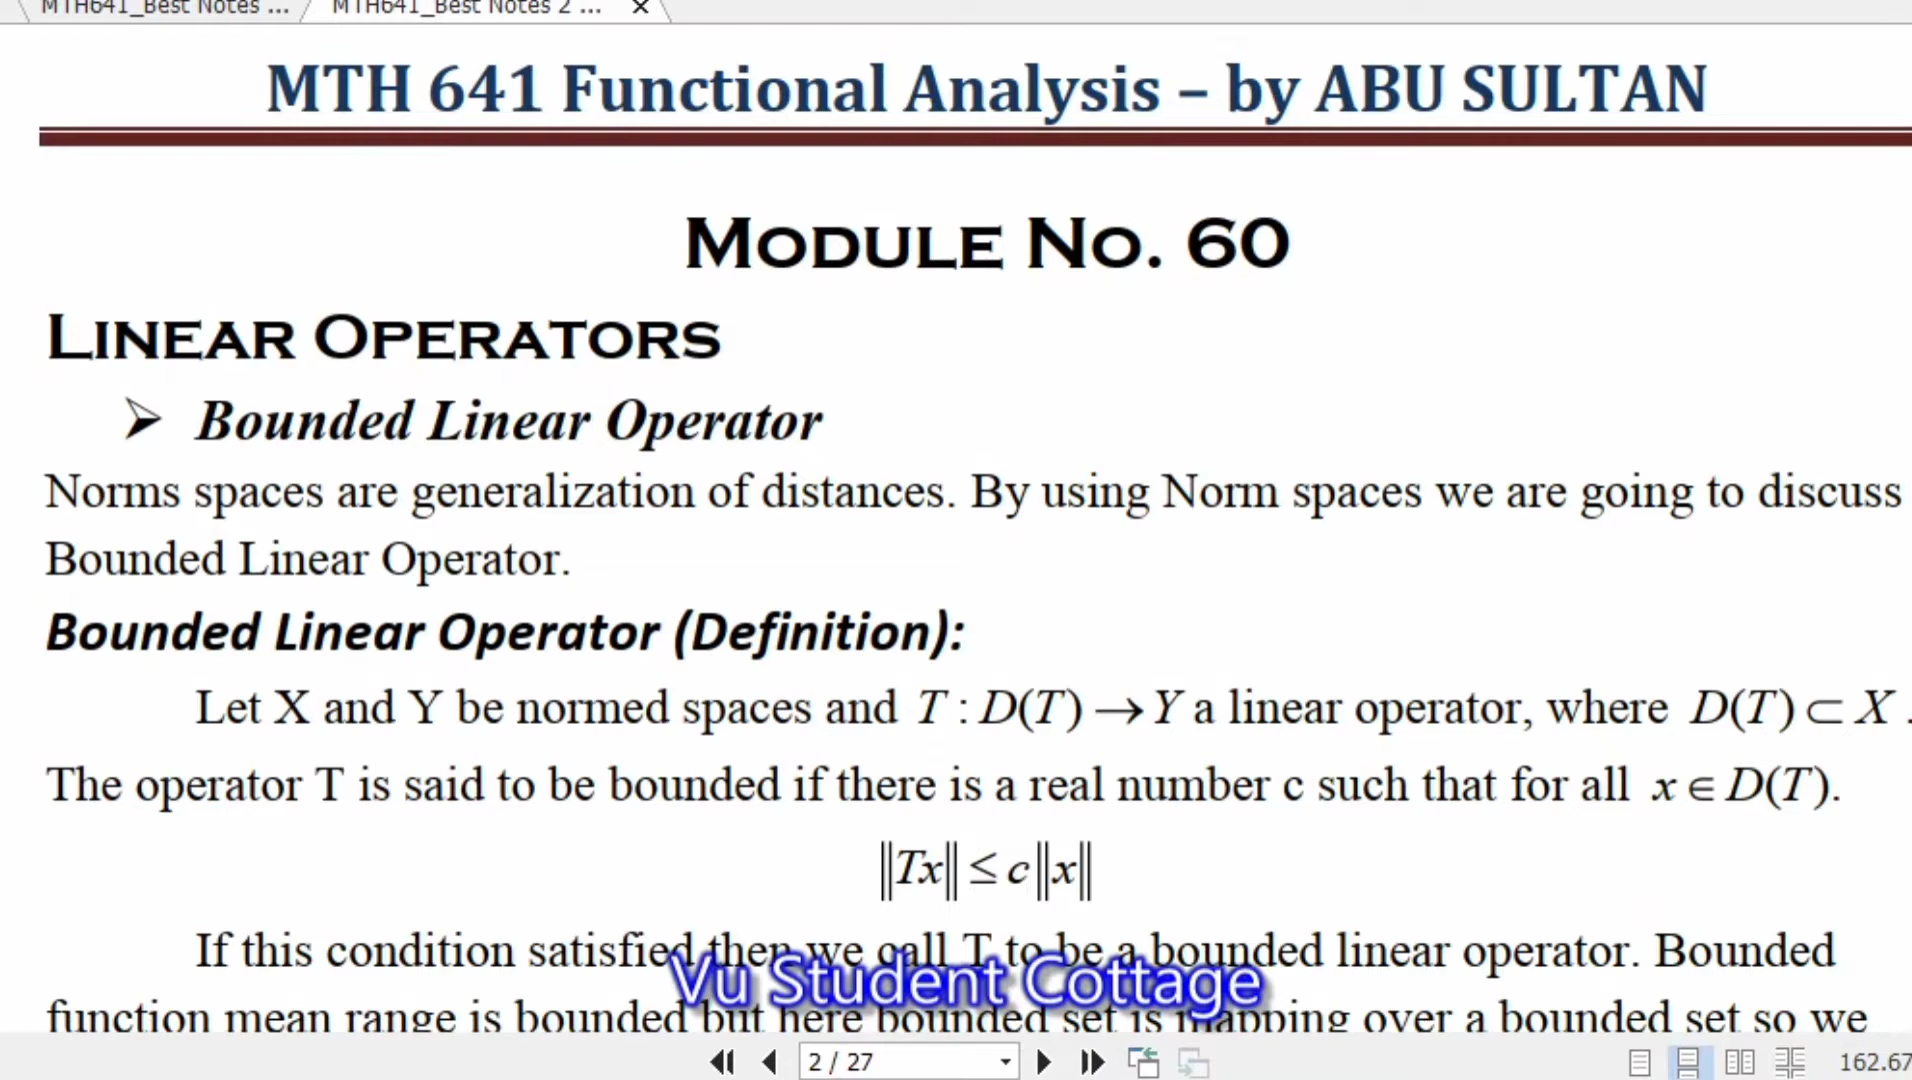 MTH641_Best Notes ...
MTH641_Best Notes 2 ...
MTH 641 Functional Analysis – by ABU SULTAN
MODULE NO. 60
LINEAR OPERATORS
➢ Bounded Linear Operator
Norms spaces are generalization of distances. By using Norm spaces we are going to discuss
Bounded Linear Operator.
Bounded Linear Operator (Definition):
Let X and Y be normed spaces and T : D(T) → Y a linear operator, where D(T) ⊂ X .
The operator T is said to be bounded if there is a real number c such that for all x ∈ D(T).
‖Tx‖ ≤ c‖x‖
If this condition satisfied then we call T to be a bounded linear operator. Bounded
Vu Student Cottage
function mean range is bounded but here bounded set is mapping over a bounded set so we
2 / 27
162.67